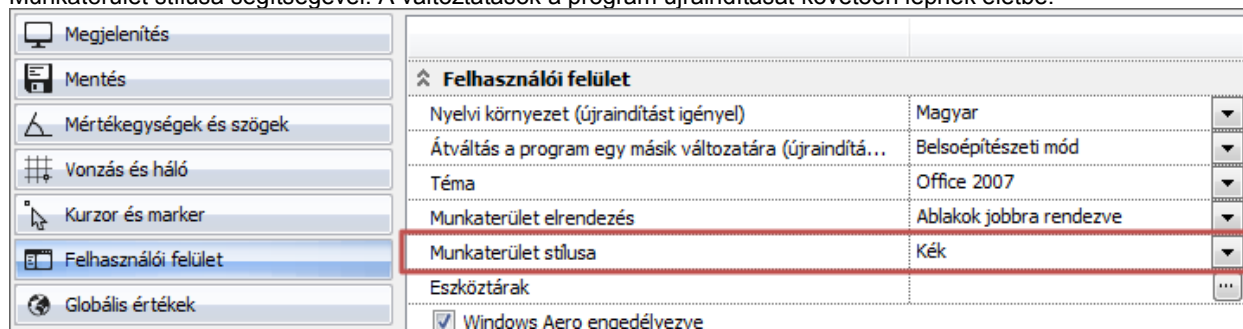 Munkaterület stílusa segítségével. A változtatások a program újraindítását követően lépnek életbe.
Megjelenítés
Mentés
Mértékegységek és szögek
Vonzás és háló
Kurzor és marker
Felhasználói felület
Globális értékek
Felhasználói felület
Nyelvi környezet (újraindítást igényel) Magyar
Átváltás a program egy másik változatára (újraindítá... Belsoépítészeti mód
Téma Office 2007
Munkaterület elrendezés Ablakok jobbra rendezve
Munkaterület stílusa Kék
Eszköztárak ...
Windows Aero engedélyezve